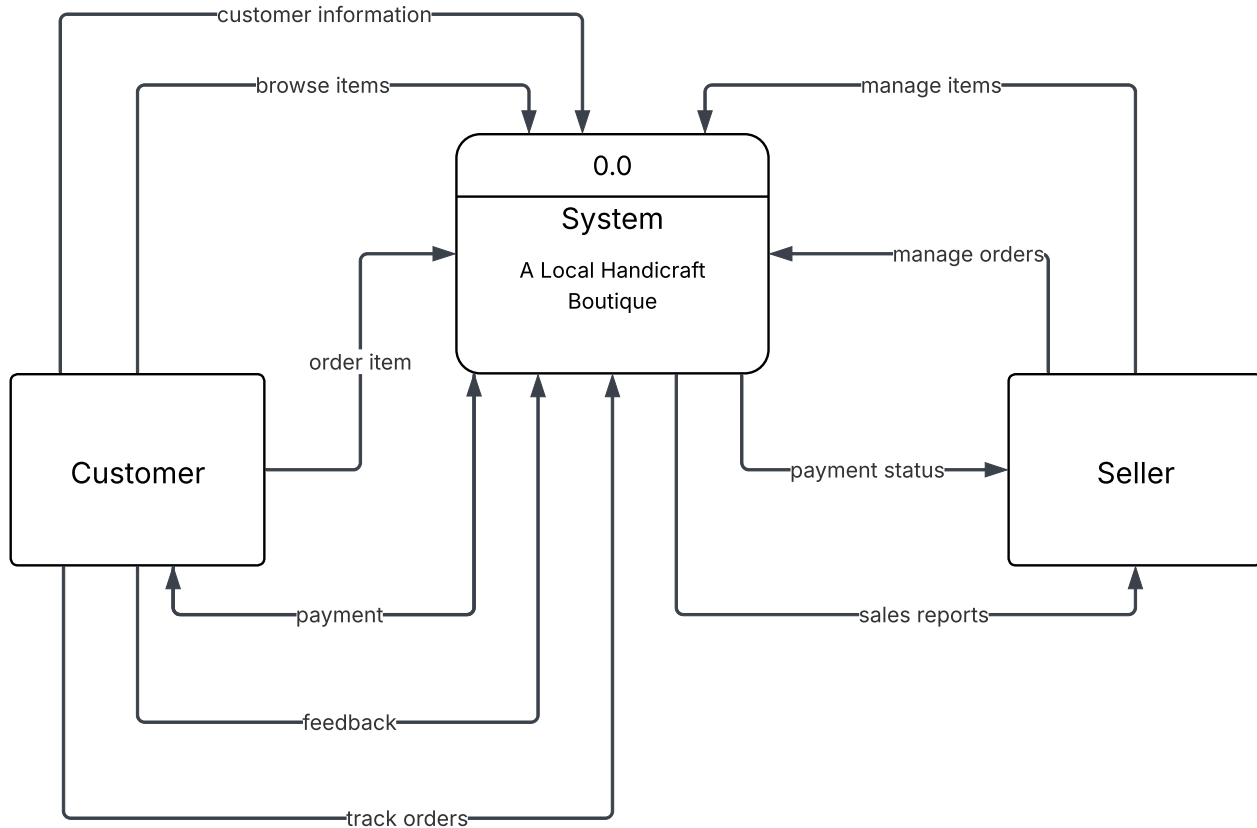 customer information
browse items
manage items
0.0
System
A Local Handicraft
Boutique
manage orders
order item
Customer
payment status
Seller
payment
sales reports
feedback
track orders